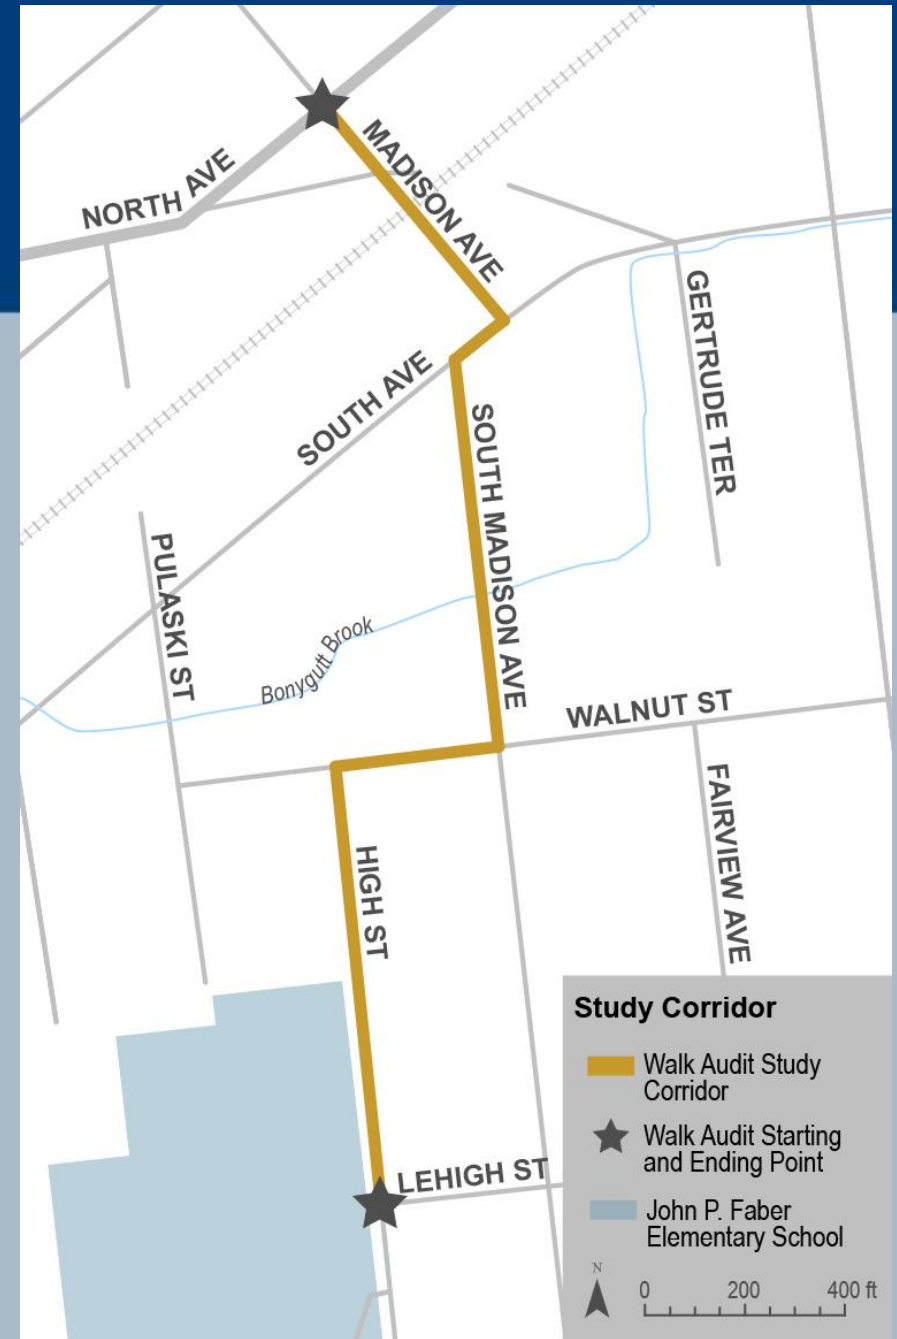 NORTH AVE
MADISON AVE
SOUTH AVE
GERTRUDE TER
SOUTH MADISON AVE
PULASKI ST
Bonygutt Brook
WALNUT ST
FAIRVIEW AVE
HIGH ST
LEHIGH ST
Study Corridor
Walk Audit Study
Corridor
Walk Audit Starting
and Ending Point
John P. Faber
Elementary School
N
0 200 400 ft